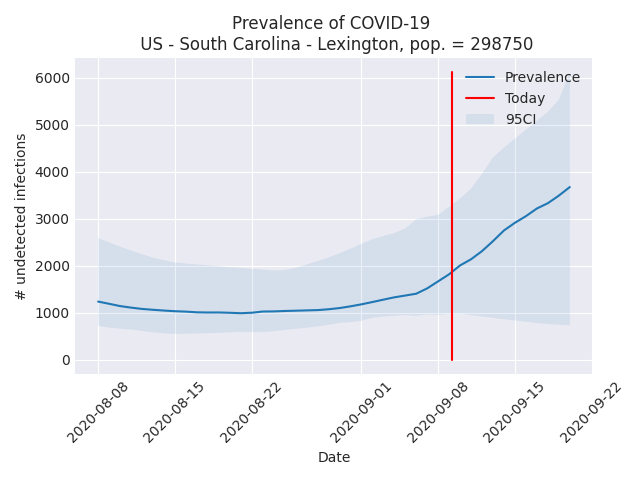 Prevalence of COVID-19
US - South Carolina - Lexington, pop. = 298750
# undetected infections
6000
5000
4000
3000
2000
1000
0
Prevalence
Today
95CI
2020-08-08
2020-08-15
2020-08-22
2020-09-01
2020-09-08
2020-09-15
2020-09-22
Date